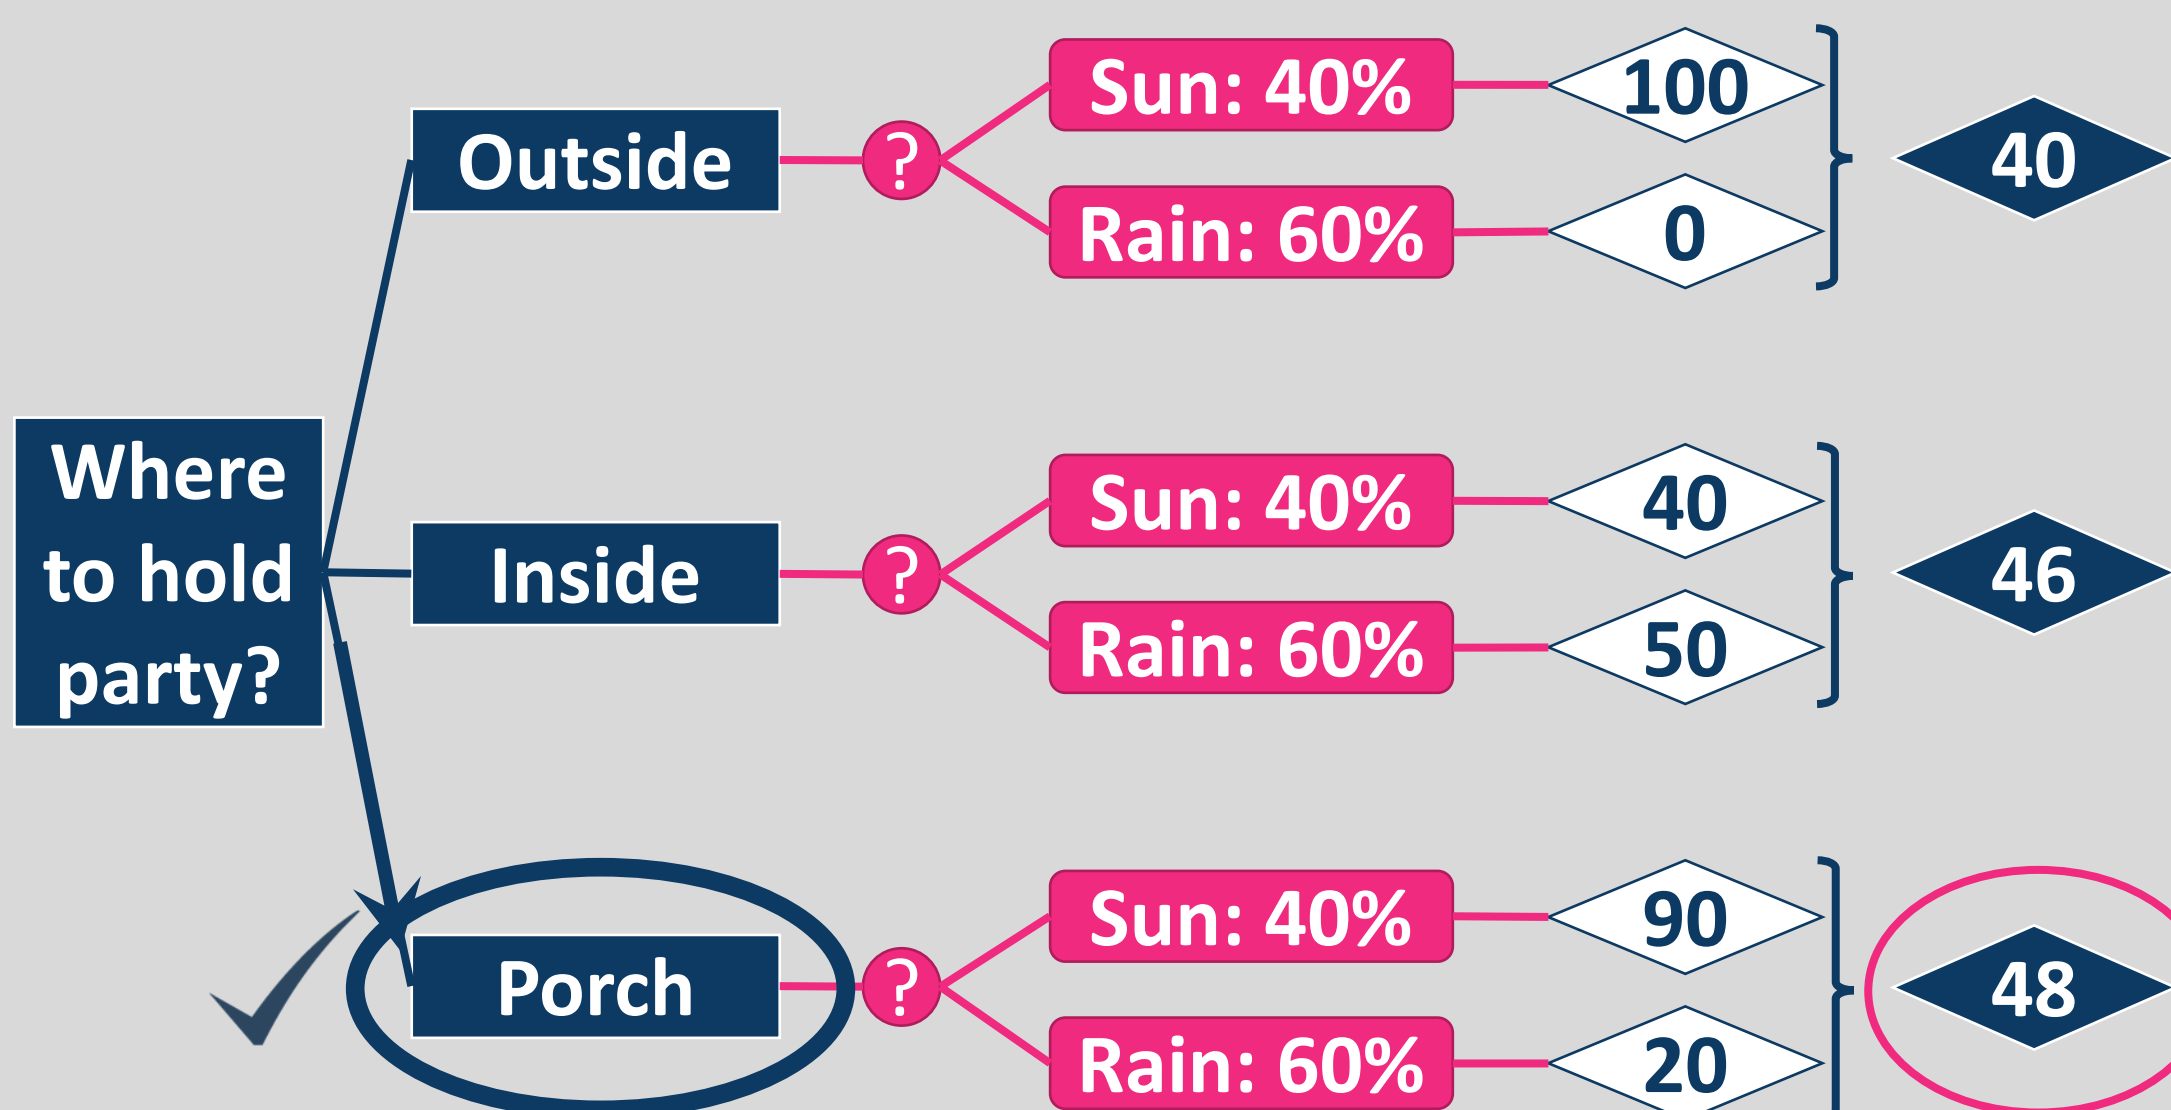 Where
to hold
party?
Outside
?
Sun: 40%
100
Rain: 60%
0
40
Inside
?
Sun: 40%
40
Rain: 60%
50
46
Porch
?
Sun: 40%
90
Rain: 60%
20
48